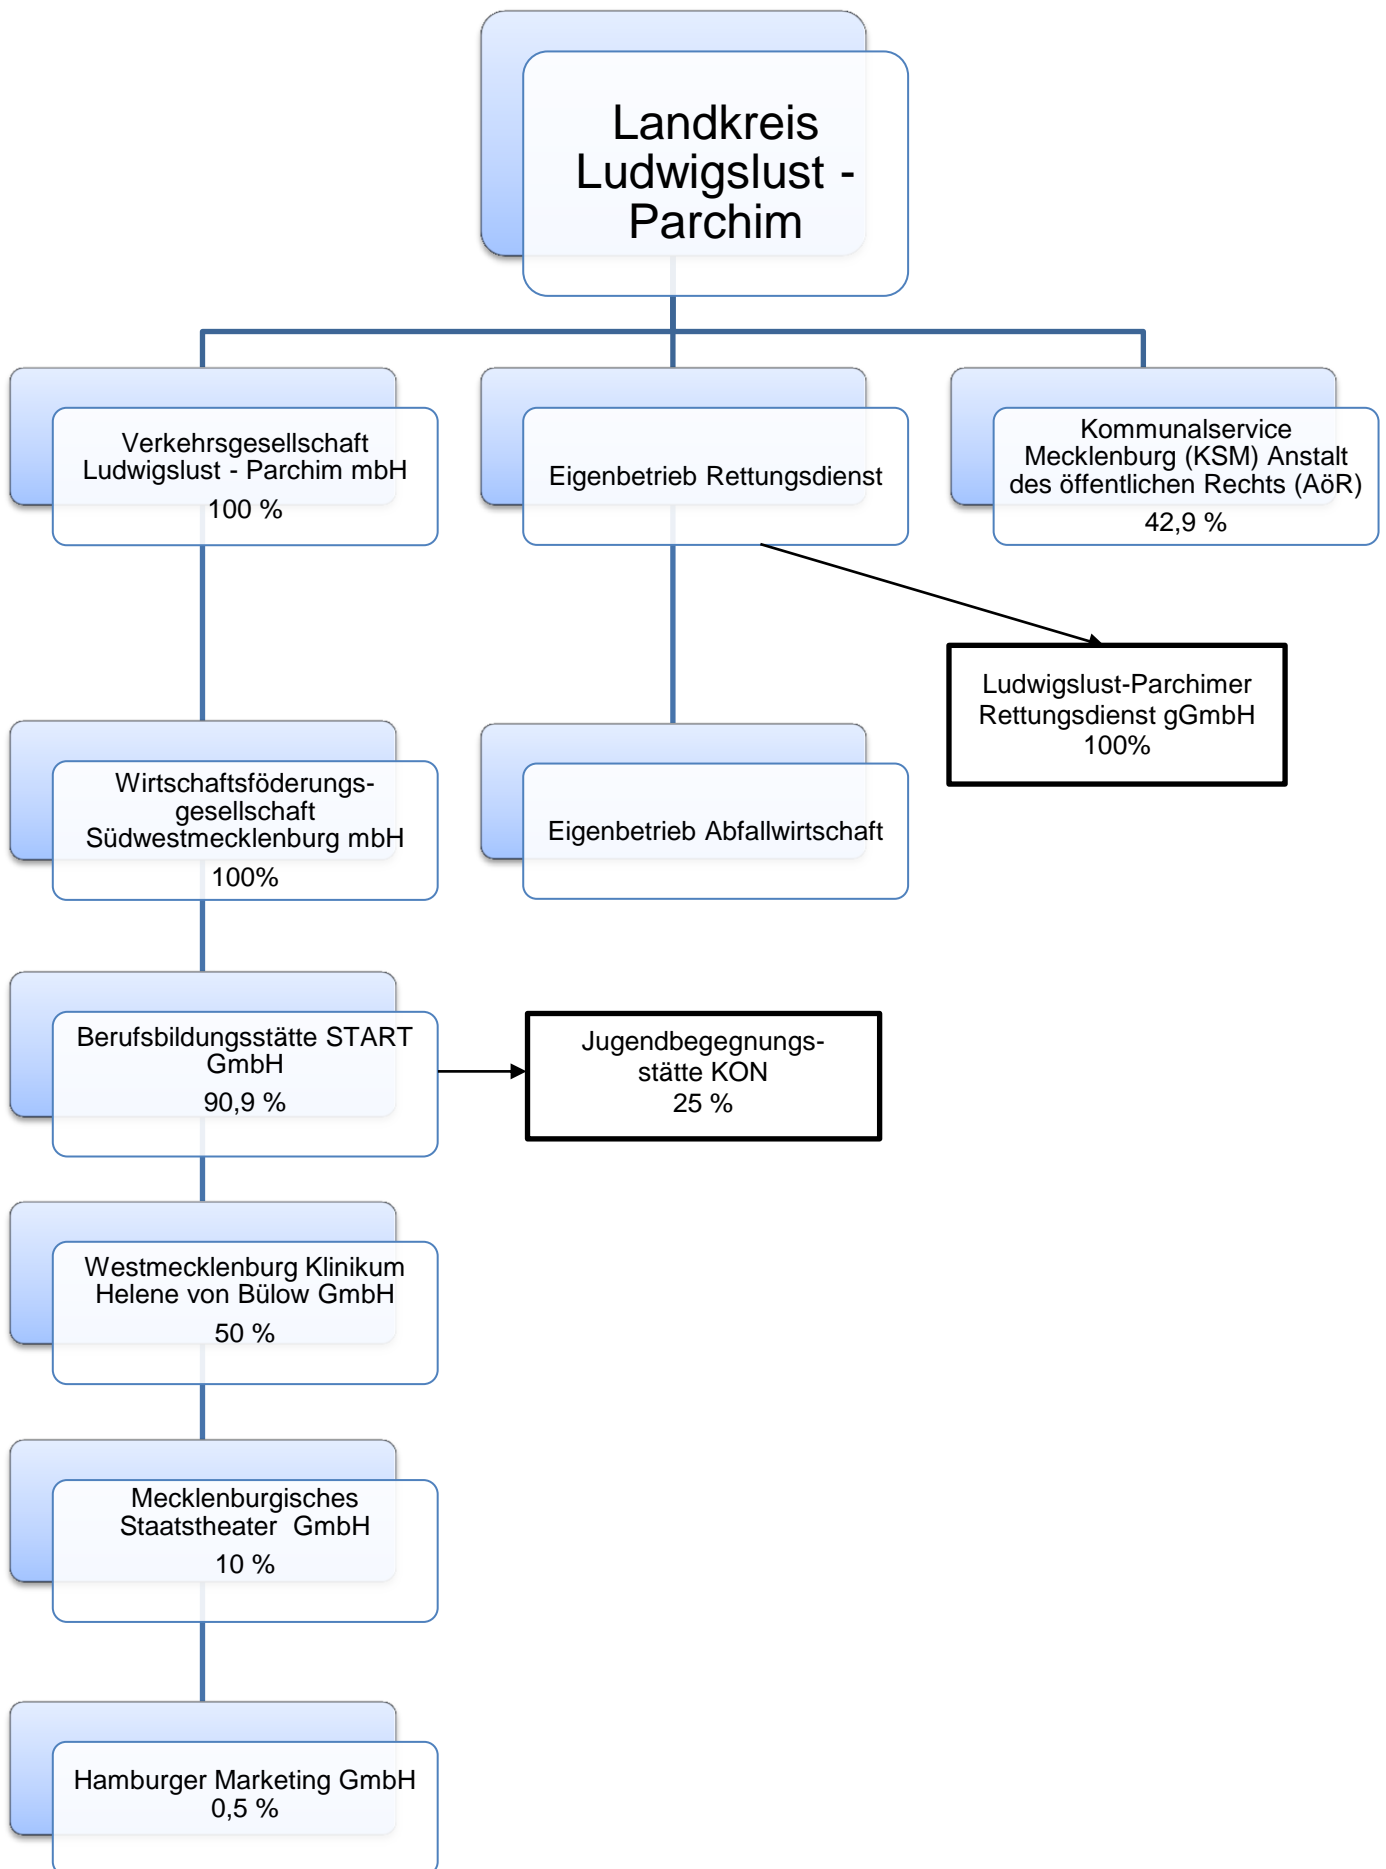 Landkreis
Ludwigslust -
Parchim
Verkehrsgesellschaft
Ludwigslust - Parchim mbH
100 %
Eigenbetrieb Rettungsdienst
Kommunalservice
Mecklenburg (KSM) Anstalt
des öffentlichen Rechts (AöR)
42,9 %
Ludwigslust-Parchimer
Rettungsdienst gGmbH
100%
Wirtschaftsföderungs-
gesellschaft
Südwestmecklenburg mbH
100%
Eigenbetrieb Abfallwirtschaft
Berufsbildungsstätte START
GmbH
90,9 %
Jugendbegegnungs-
stätte KON
25 %
Westmecklenburg Klinikum
Helene von Bülow GmbH
50 %
Mecklenburgisches
Staatstheater  GmbH
10 %
Hamburger Marketing GmbH
0,5 %